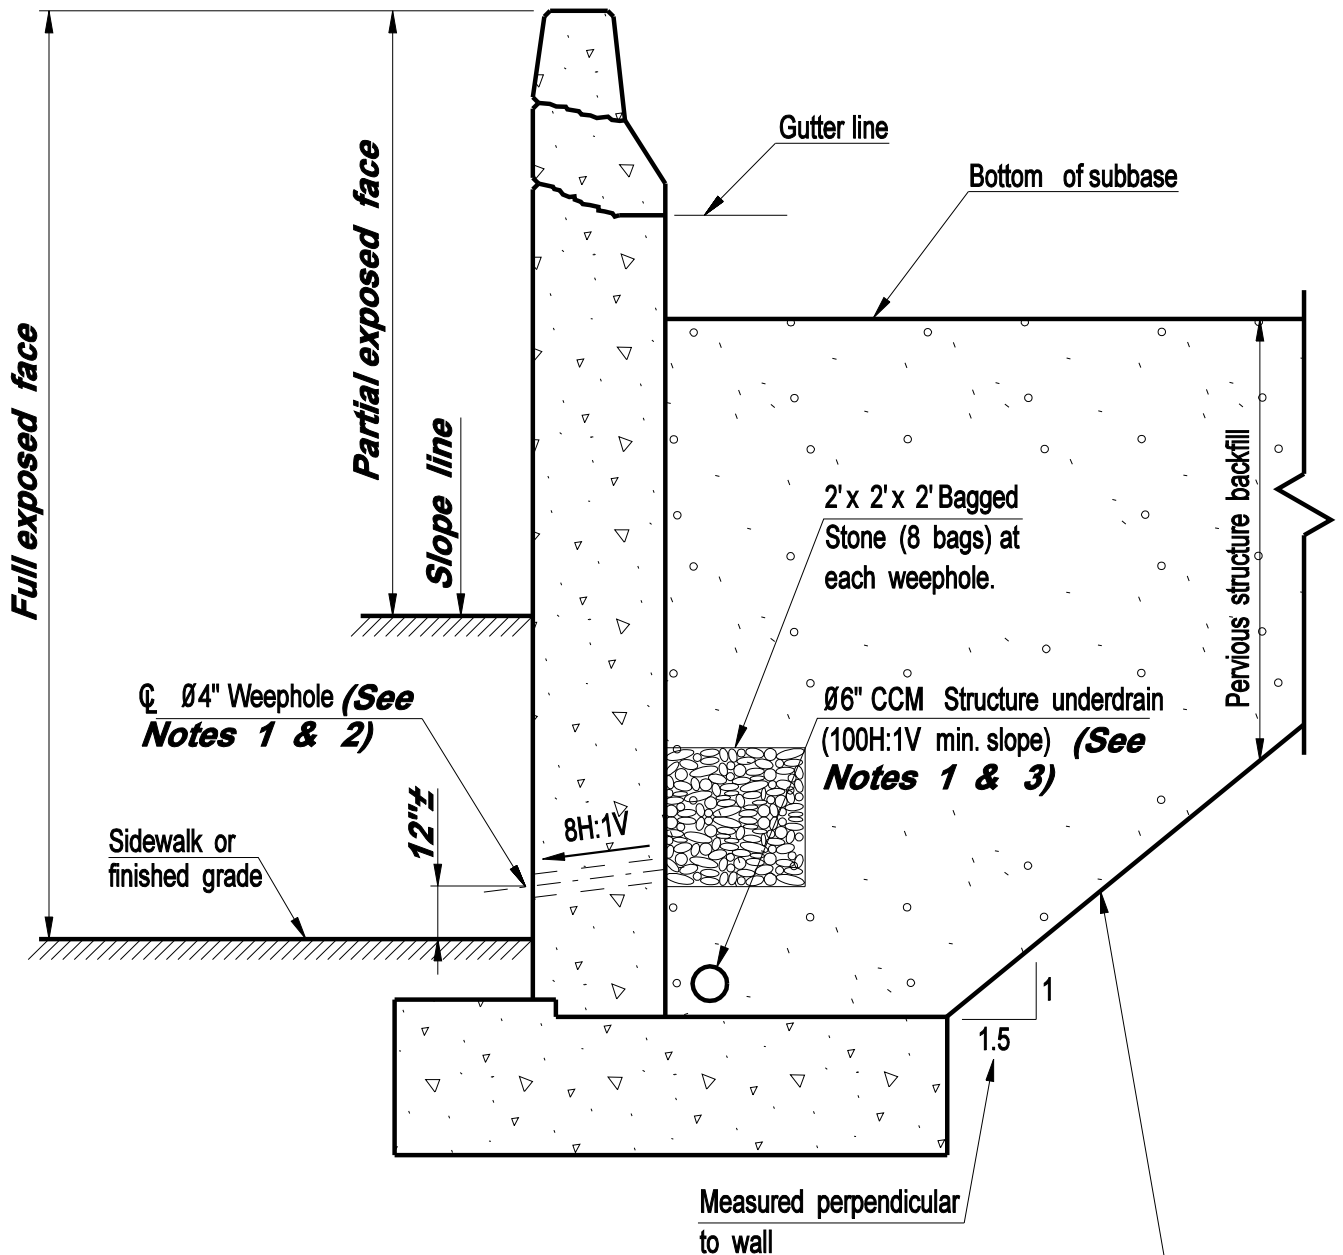 Gutter line
Bottom of subbase
Full exposed face
Partial exposed face
Slope line
Pervious structure backfill
2' x 2' x 2' Bagged
Stone (8 bags) at
each weephole.
℄ Ø4" Weephole (See
Notes 1 & 2)
Ø6" CCM Structure underdrain
(100H:1V min. slope) (See
Notes 1 & 3)
12"±
8H:1V
Sidewalk or
finished grade
1
1.5
Measured perpendicular
to wall